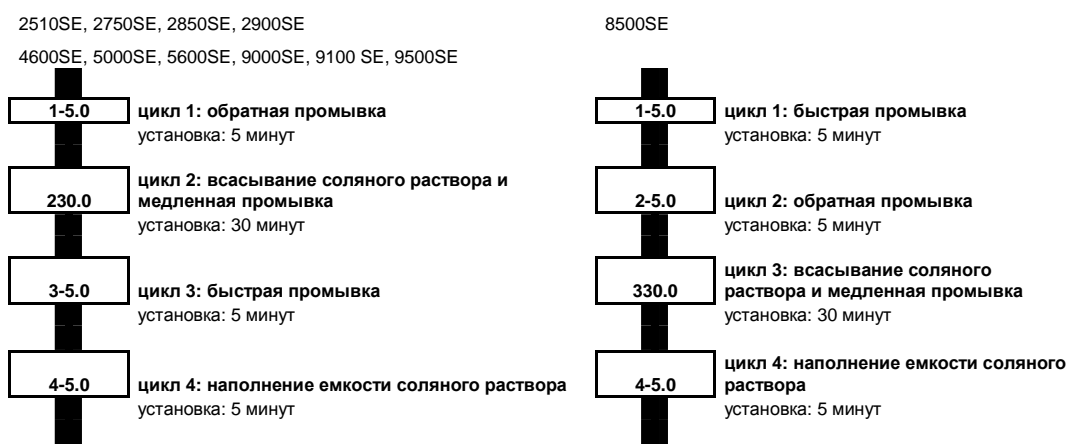 2510SE, 2750SE, 2850SE, 2900SE
4600SE, 5000SE, 5600SE, 9000SE, 9100 SE, 9500SE
1-5.0
цикл 1: обратная промывка
установка: 5 минут
цикл 2: всасывание соляного раствора и
230.0
медленная промывка
установка: 30 минут
3-5.0
цикл 3: быстрая промывка
установка: 5 минут
4-5.0
цикл 4: наполнение емкости соляного раствора
установка: 5 минут
8500SE
1-5.0
цикл 1: быстрая промывка
установка: 5 минут
2-5.0
цикл 2: обратная промывка
установка: 5 минут
цикл 3: всасывание соляного
330.0
раствора и медленная промывка
установка: 30 минут
цикл 4: наполнение емкости соляного
4-5.0
раствора
установка: 5 минут